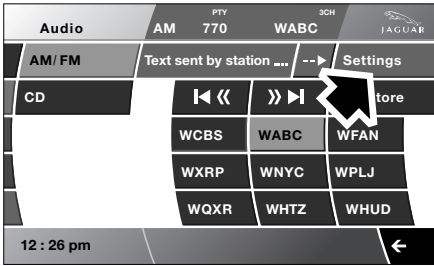 Audio AM PTY 770 WABC 3CH JAGUAR
AM/FM Text sent by station .... --> Settings
CD tore
WCBS WABC WFAN
WXRP WNYC WPLJ
WQXR WHTZ WHUD
12 : 26 pm